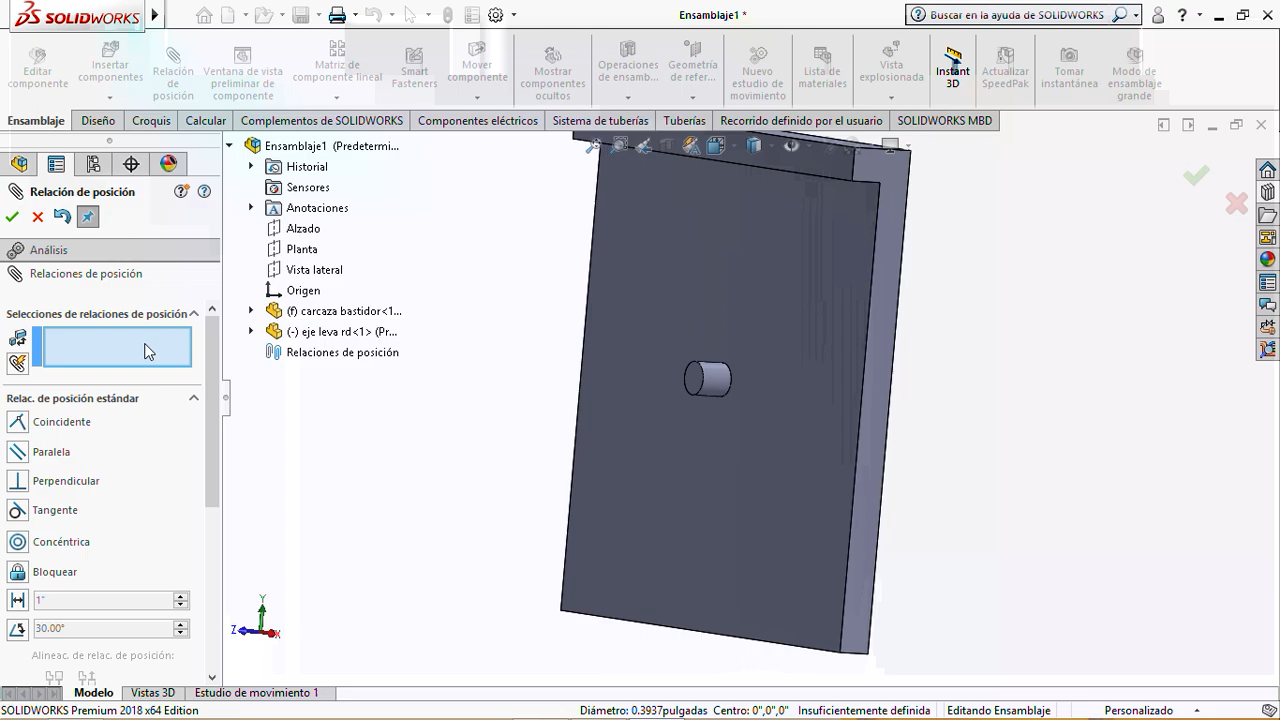 SOLIDWORKS
Ensamblaje1 *
Buscar en la ayuda de SOLIDWORKS
Editar componente
Insertar componentes
Relación de posición
Ventana de vista preliminar de componente
Matriz de componente lineal
Smart Fasteners
Mover componente
Mostrar componentes ocultos
Operaciones de ensamb...
Geometría de refer...
Nuevo estudio de movimiento
Lista de materiales
Vista explosionada
Instant 3D
Actualizar SpeedPak
Tomar instantánea
Modo de ensamblaje grande
Ensamblaje
Diseño
Croquis
Calcular
Complementos de SOLIDWORKS
Componentes eléctricos
Sistema de tuberías
Tuberías
Recorrido definido por el usuario
SOLIDWORKS MBD
Relación de posición
Análisis
Relaciones de posición
Selecciones de relaciones de posición
Relac. de posición estándar
Coincidente
Paralela
Perpendicular
Tangente
Concéntrica
Bloquear
1"
30.00°
Alineac. de relac. de posición:
Ensamblaje1 (Predetermi...
Historial
Sensores
Anotaciones
Alzado
Planta
Vista lateral
Origen
(f) carcaza bastidor<1...
(-) eje leva rd<1> (Pr...
Relaciones de posición
Y
Z
X
Modelo
Vistas 3D
Estudio de movimiento 1
SOLIDWORKS Premium 2018 x64 Edition
Diámetro: 0.3937pulgadas Centro: 0",0",0"
Insuficientemente definida
Editando Ensamblaje
Personalizado